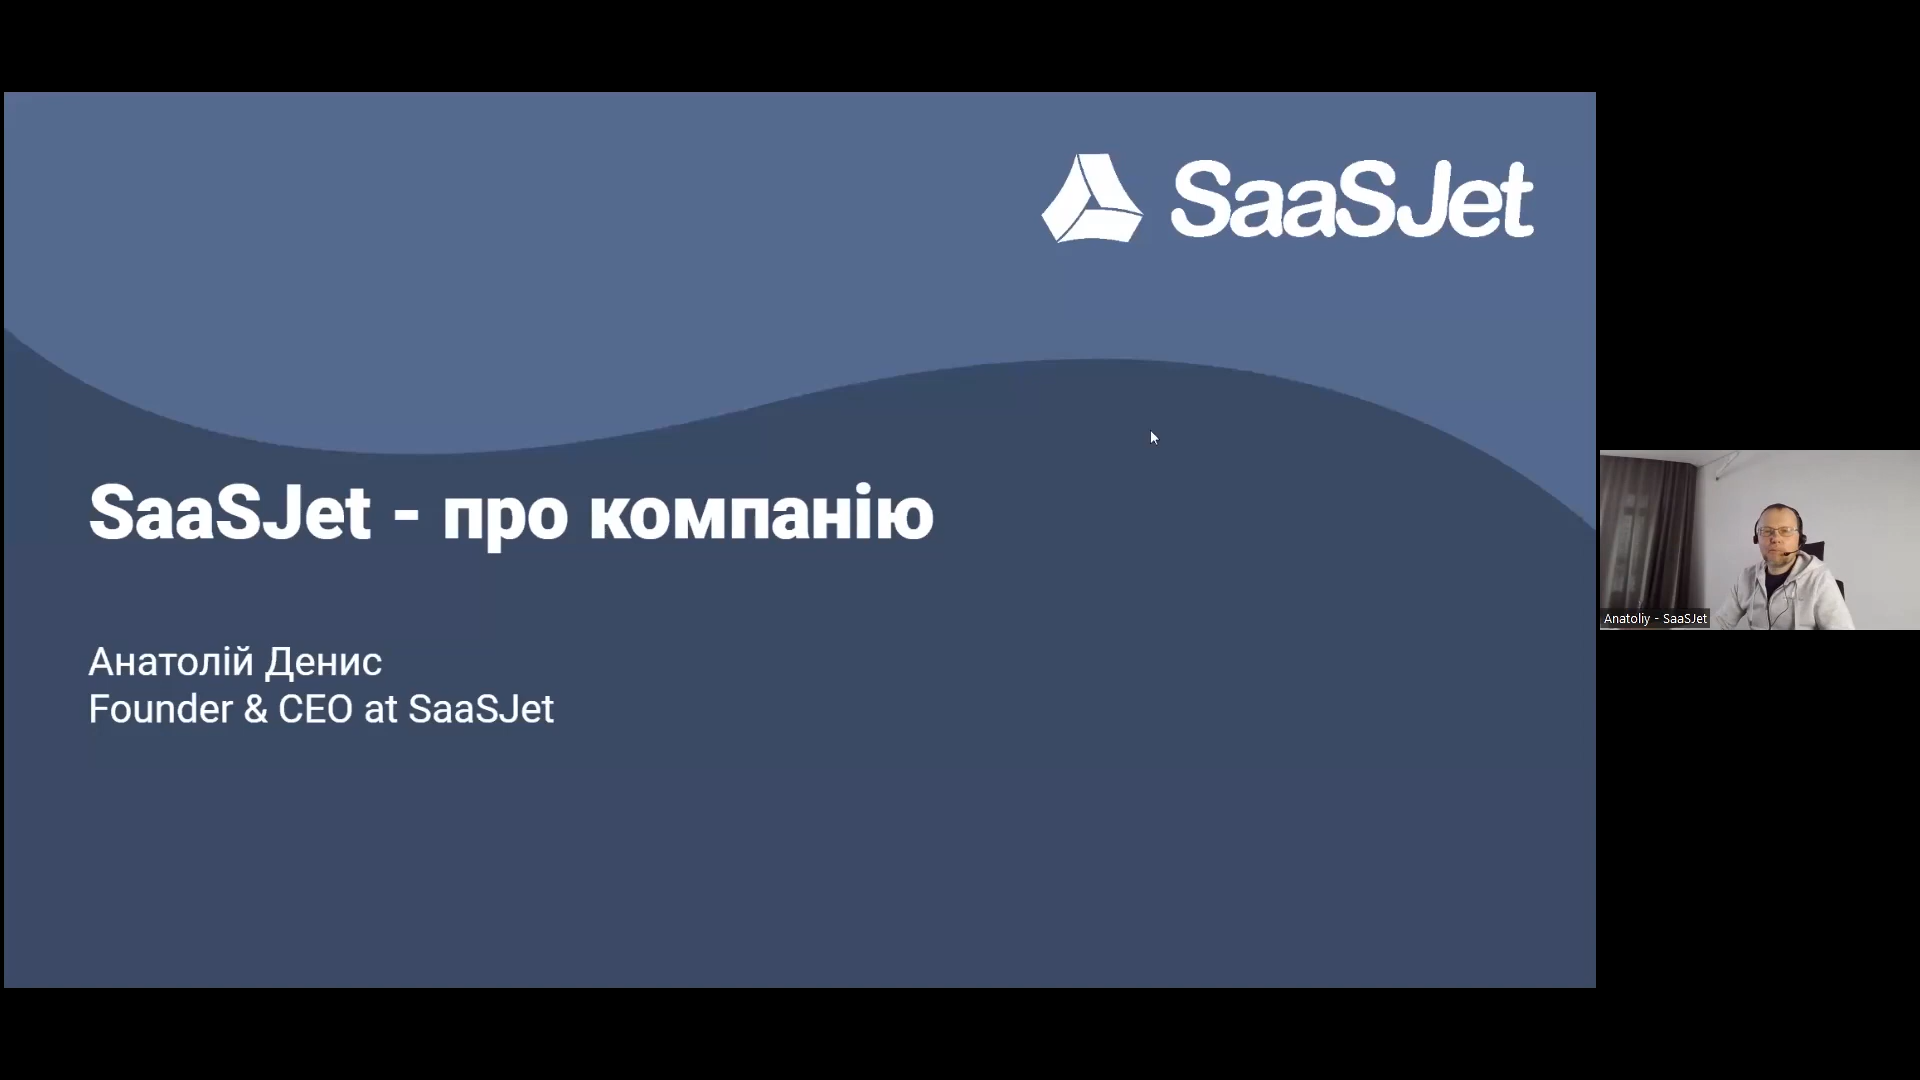 SaaSJet
SaaSJet - про компанію
Анатолій Денис
Founder & CEO at SaaSJet
Anatoliy - SaaSJet